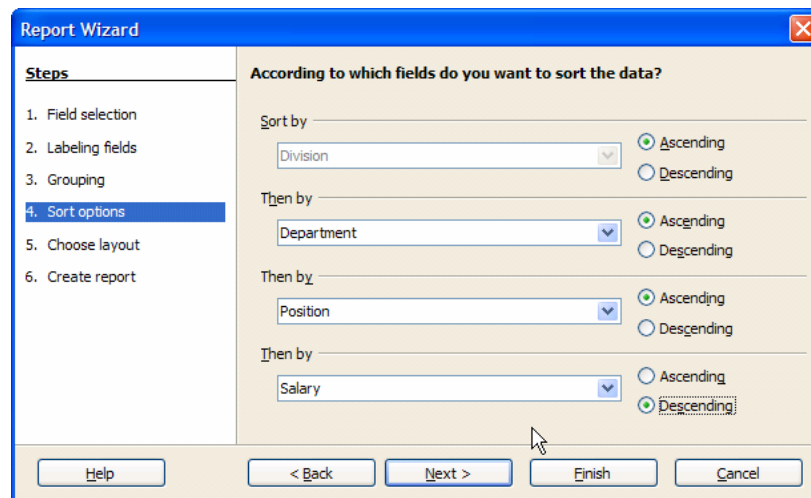 Report Wizard
Steps
1. Field selection
2. Labeling fields
3. Grouping
4. Sort options
5. Choose layout
6. Create report
According to which fields do you want to sort the data?
Sort by
Division
Ascending
Descending
Then by
Department
Ascending
Descending
Then by
Position
Ascending
Descending
Then by
Salary
Ascending
Descending
Help
< Back
Next >
Finish
Cancel